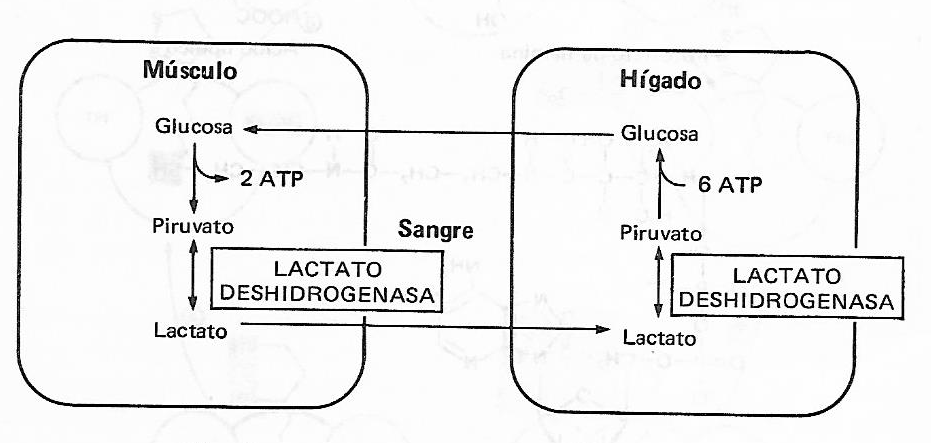 Músculo
Glucosa
2 ATP
Piruvato
LACTATO
DESHIDROGENASA
Lactato
Sangre
Hígado
Glucosa
6 ATP
Piruvato
LACTATO
DESHIDROGENASA
Lactato